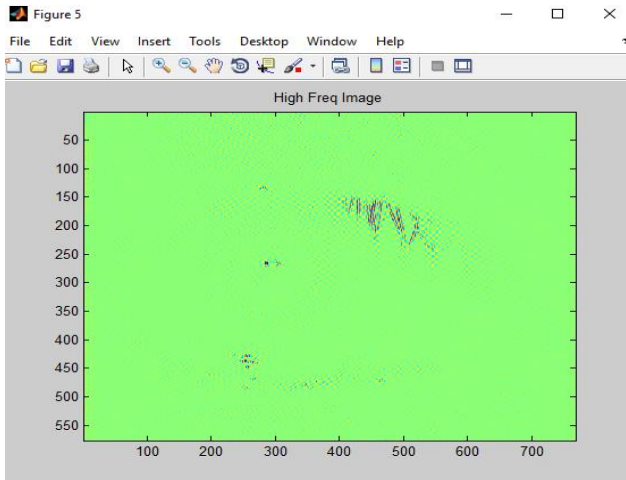 Figure 5
File Edit View Insert Tools Desktop Window Help
High Freq Image
50
100
150
200
250
300
350
400
450
500
550
100 200 300 400 500 600 700